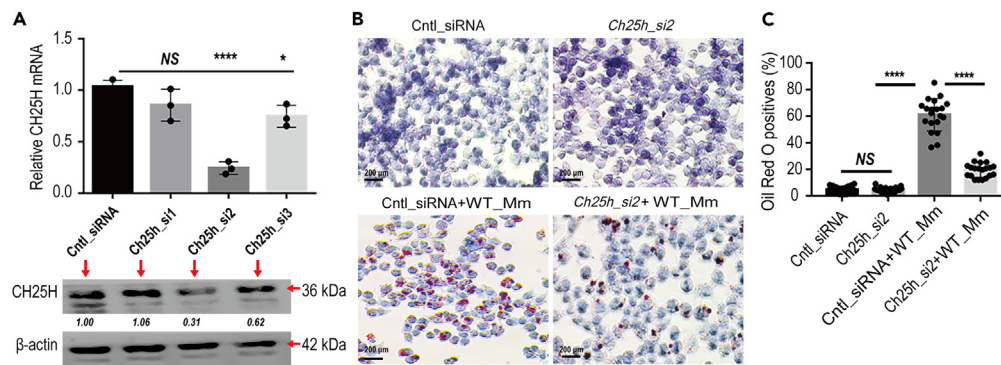 A
Relative CH25H mRNA
1.5
1.0
0.5
0.0
NS
****
*
Cntl_siRNA
Ch25h_si1
Ch25h_si2
Ch25h_si3
CH25H
36 kDa
1.00
1.06
0.31
0.62
β-actin
42 kDa
B
Cntl_siRNA
Ch25h_si2
200 μm
200 μm
Cntl_siRNA+WT_Mm
Ch25h_si2+ WT_Mm
200 μm
200 μm
C
Oil Red O positives (%)
100
80
60
40
20
0
NS
****
****
Cntl_siRNA
Ch25h_si2
Cntl_siRNA+WT_Mm
Ch25h_si2+WT_Mm